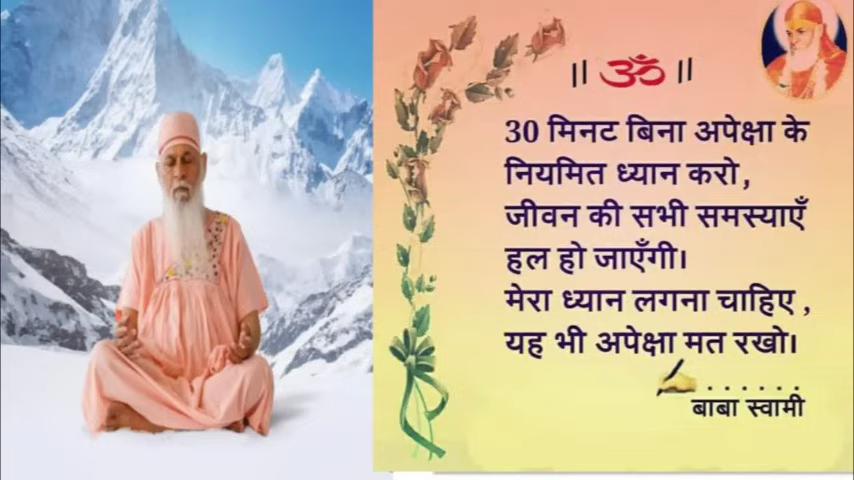 ॥ ॐ ॥
30 मिनट बिना अपेक्षा के
नियमित ध्यान करो,
जीवन की सभी समस्याएँ
हल हो जाएँगी।
मेरा ध्यान लगना चाहिए ,
यह भी अपेक्षा मत रखो।
✍......
बाबा स्वामी